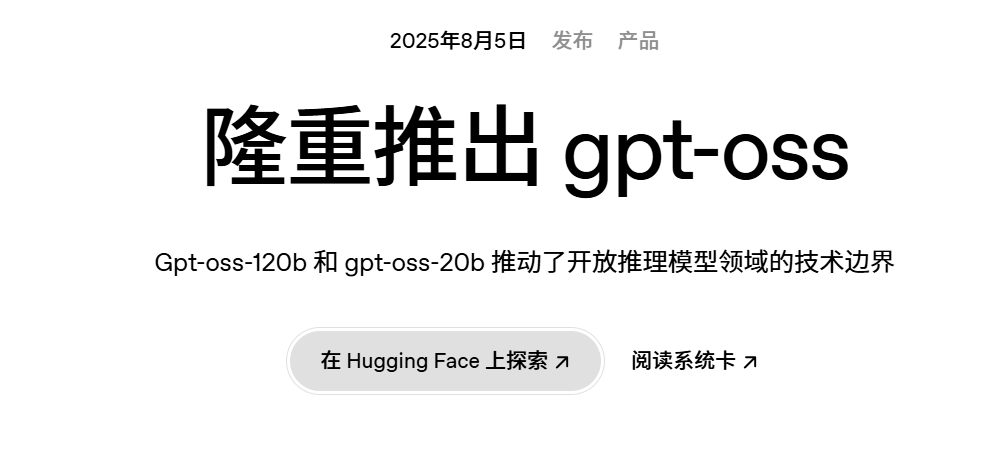 2025年8月5日 发布 产品
隆重推出 gpt-oss
Gpt-oss-120b 和 gpt-oss-20b 推动了开放推理模型领域的技术边界
在 Hugging Face 上探索 ↗ 阅读系统卡 ↗